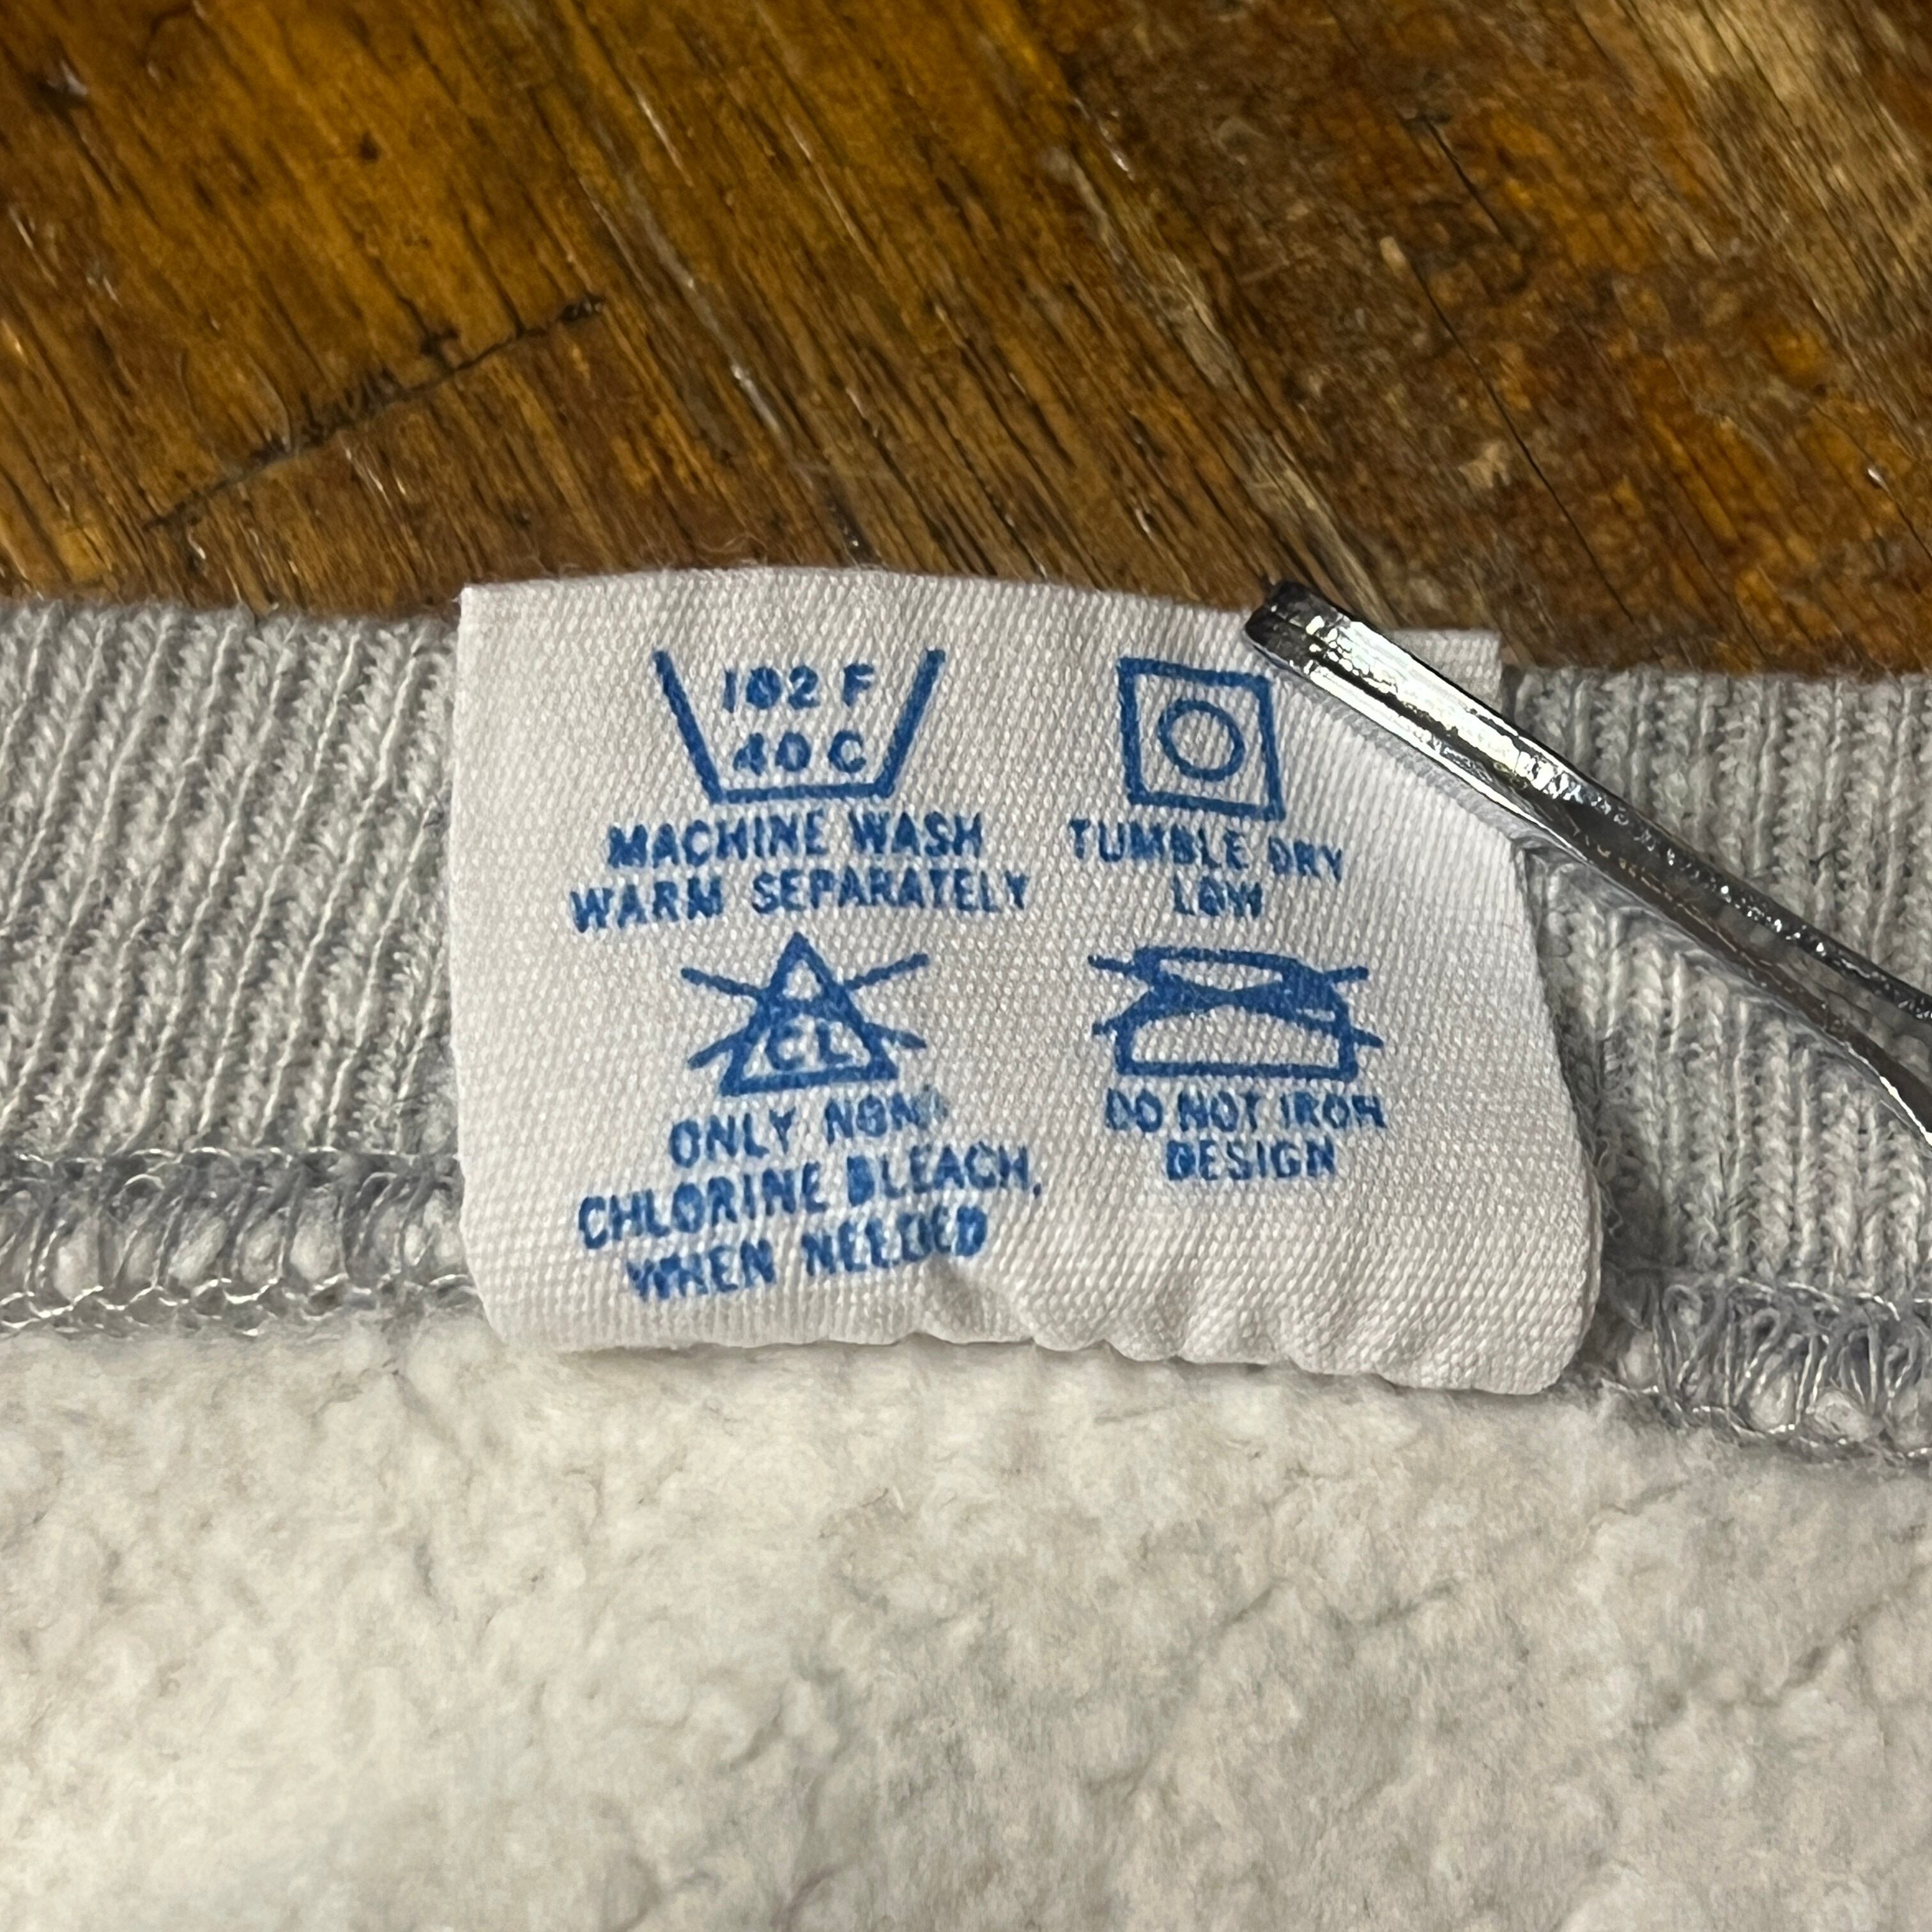 102 F
40 C
MACHINE WASH
WARM SEPARATELY
TUMBLE DRY
LOW
CL
ONLY NON
CHLORINE BLEACH,
WHEN NEEDED
DO NOT IRON
DESIGN